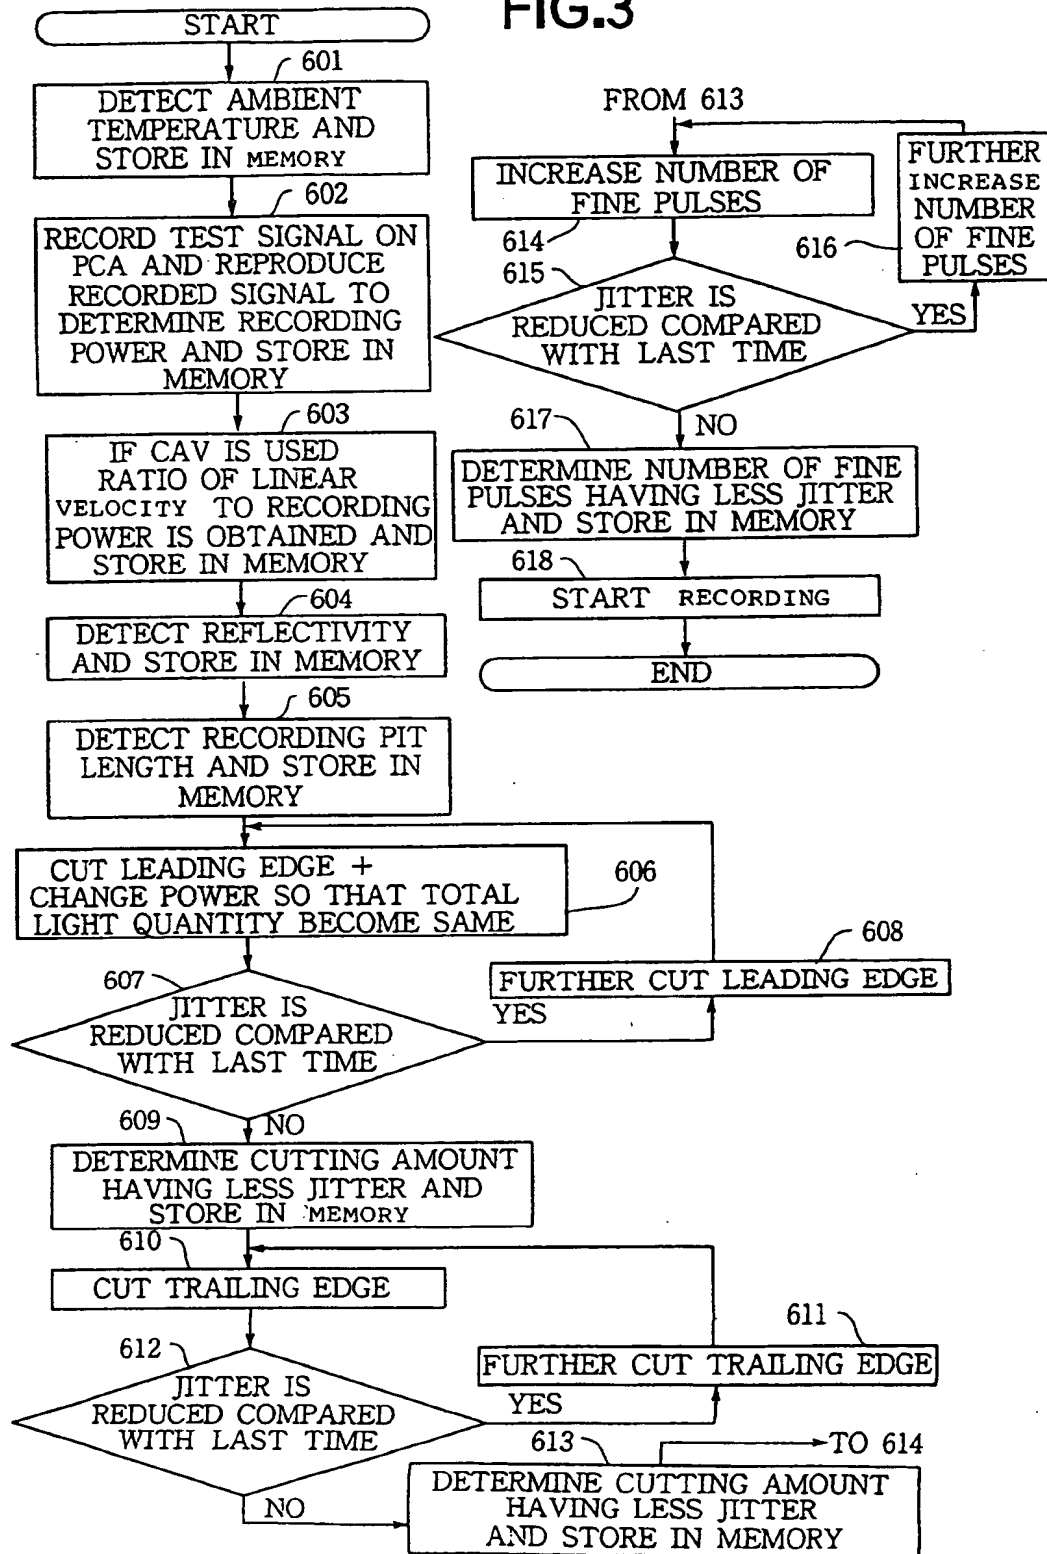 FIG.3
START
601
DETECT AMBIENT
TEMPERATURE AND
STORE IN MEMORY
602
RECORD TEST SIGNAL ON
PCA AND REPRODUCE
RECORDED SIGNAL TO
DETERMINE RECORDING
POWER AND STORE IN
MEMORY
603
IF CAV IS USED
RATIO OF LINEAR
VELOCITY TO RECORDING
POWER IS OBTAINED AND
STORE IN MEMORY
604
DETECT REFLECTIVITY
AND STORE IN MEMORY
605
DETECT RECORDING PIT
LENGTH AND STORE IN
MEMORY
CUT LEADING EDGE +
CHANGE POWER SO THAT TOTAL
LIGHT QUANTITY BECOME SAME
606
607
JITTER IS
REDUCED COMPARED
WITH LAST TIME
YES
608
FURTHER CUT LEADING EDGE
NO
609
DETERMINE CUTTING AMOUNT
HAVING LESS JITTER AND
STORE IN MEMORY
610
CUT TRAILING EDGE
611
FURTHER CUT TRAILING EDGE
612
JITTER IS
REDUCED COMPARED
WITH LAST TIME
YES
NO
613
TO 614
DETERMINE CUTTING AMOUNT
HAVING LESS JITTER
AND STORE IN MEMORY
FROM 613
INCREASE NUMBER OF
FINE PULSES
614
615
JITTER IS
REDUCED COMPARED
WITH LAST TIME
YES
616
FURTHER
INCREASE
NUMBER
OF FINE
PULSES
NO
617
DETERMINE NUMBER OF FINE
PULSES HAVING LESS JITTER
AND STORE IN MEMORY
618
START RECORDING
END